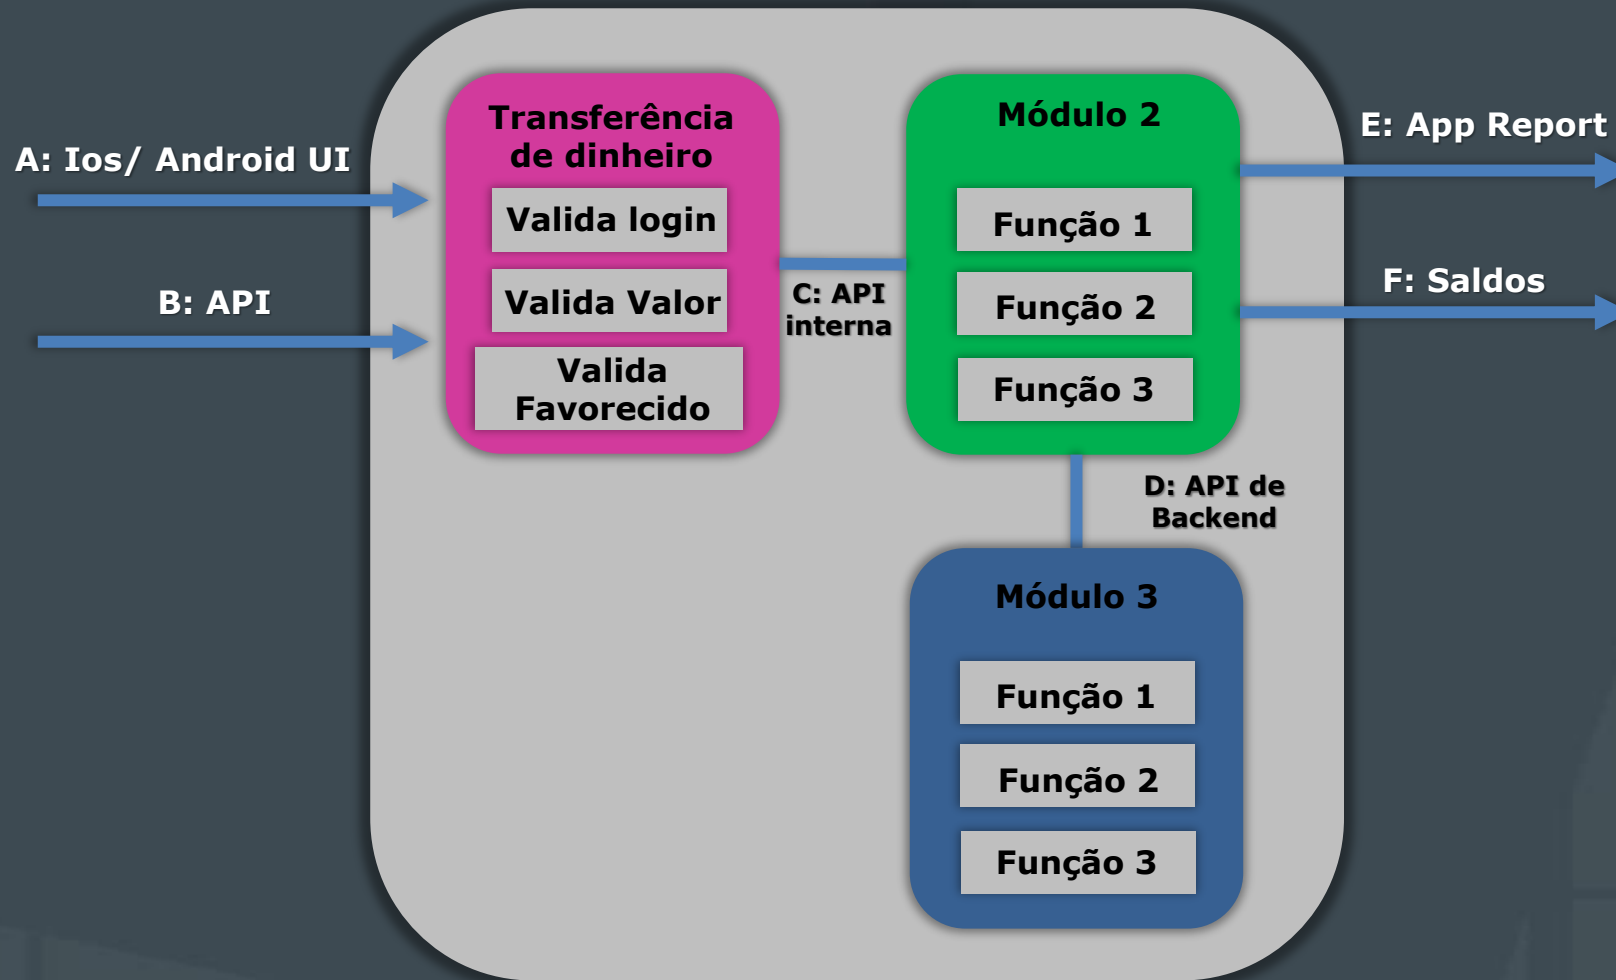 A: Ios/ Android UI
B: API
Transferência
de dinheiro
Valida login
Valida Valor
Valida
Favorecido
C: API
interna
Módulo 2
Função 1
Função 2
Função 3
D: API de
Backend
Módulo 3
Função 1
Função 2
Função 3
E: App Report
F: Saldos